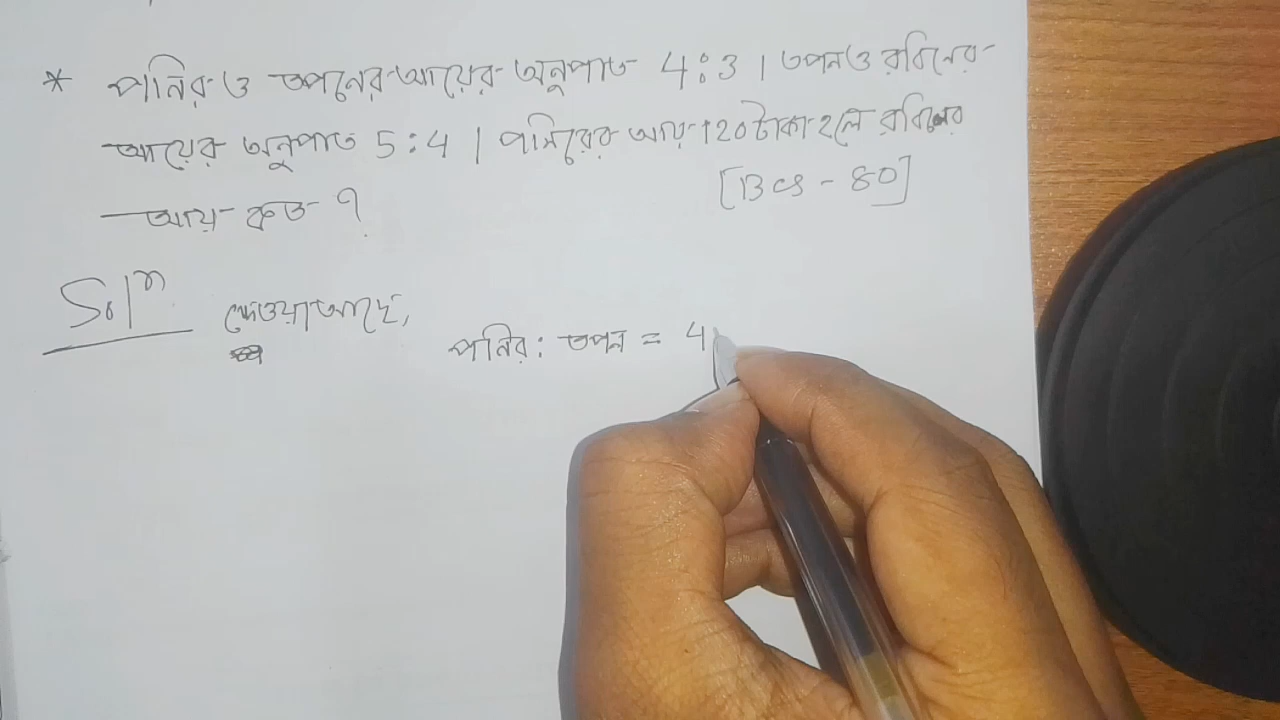 * পনির ও তপনের আয়ের অনুপাত 4:3। তপন ও রবিনের
আয়ের অনুপাত 5:4। পনিরের আয় 120 টাকা হলে রবিনের
আয় কত ?
[BCS - 80]
Solⁿ
দেওয়া আছে,
পনির : তপন = 4